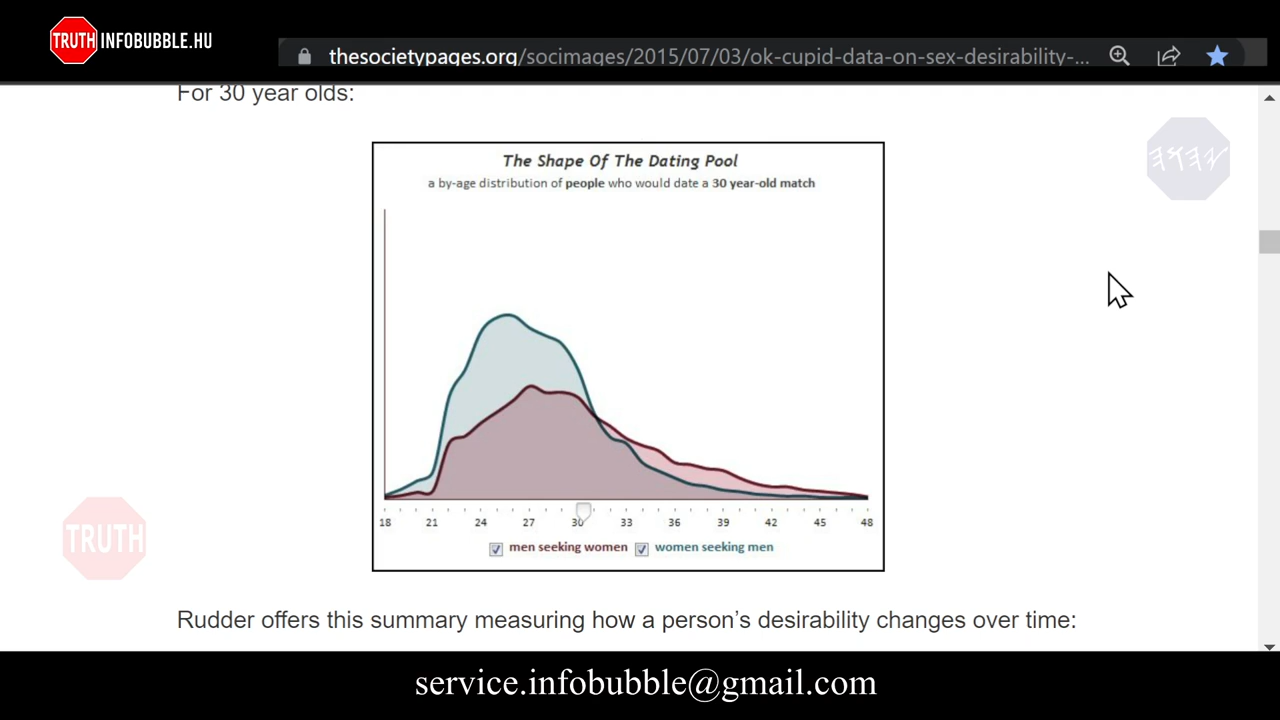 TRUTH INFOBUBBLE.HU
thesocietypages.org/socimages/2015/07/03/ok-cupid-data-on-sex-desirability-...
For 30 year olds:
The Shape Of The Dating Pool
a by-age distribution of people who would date a 30 year-old match
18 21 24 27 30 33 36 39 42 45 48
men seeking women women seeking men
TRUTH
Rudder offers this summary measuring how a person's desirability changes over time:
service.infobubble@gmail.com